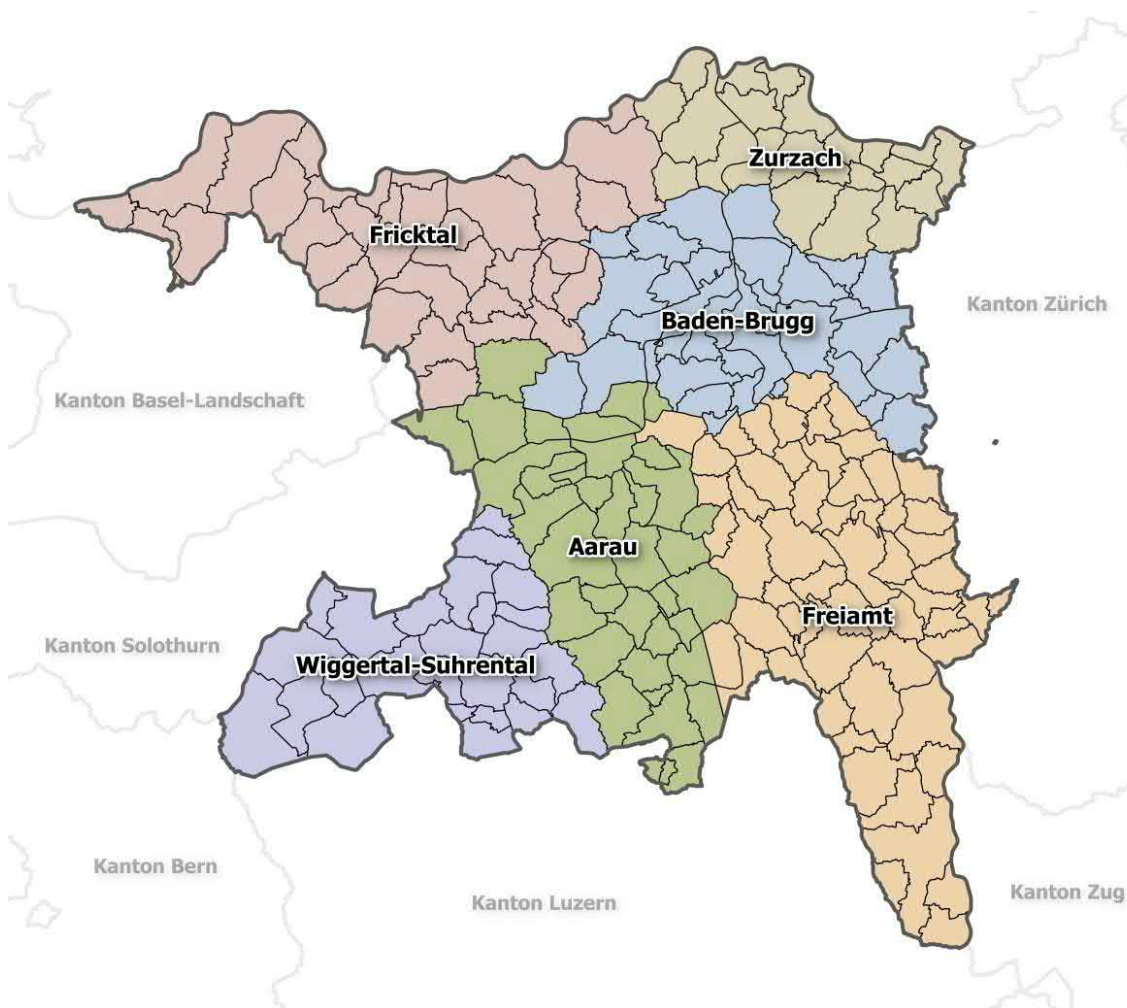 Zurzach
Fricktal
Kanton Zürich
Baden-Brugg
Kanton Basel-Landschaft
Aarau
Freiamt
Kanton Solothurn
Wiggertal-Suhrental
Kanton Bern
Kanton Luzern
Kanton Zug